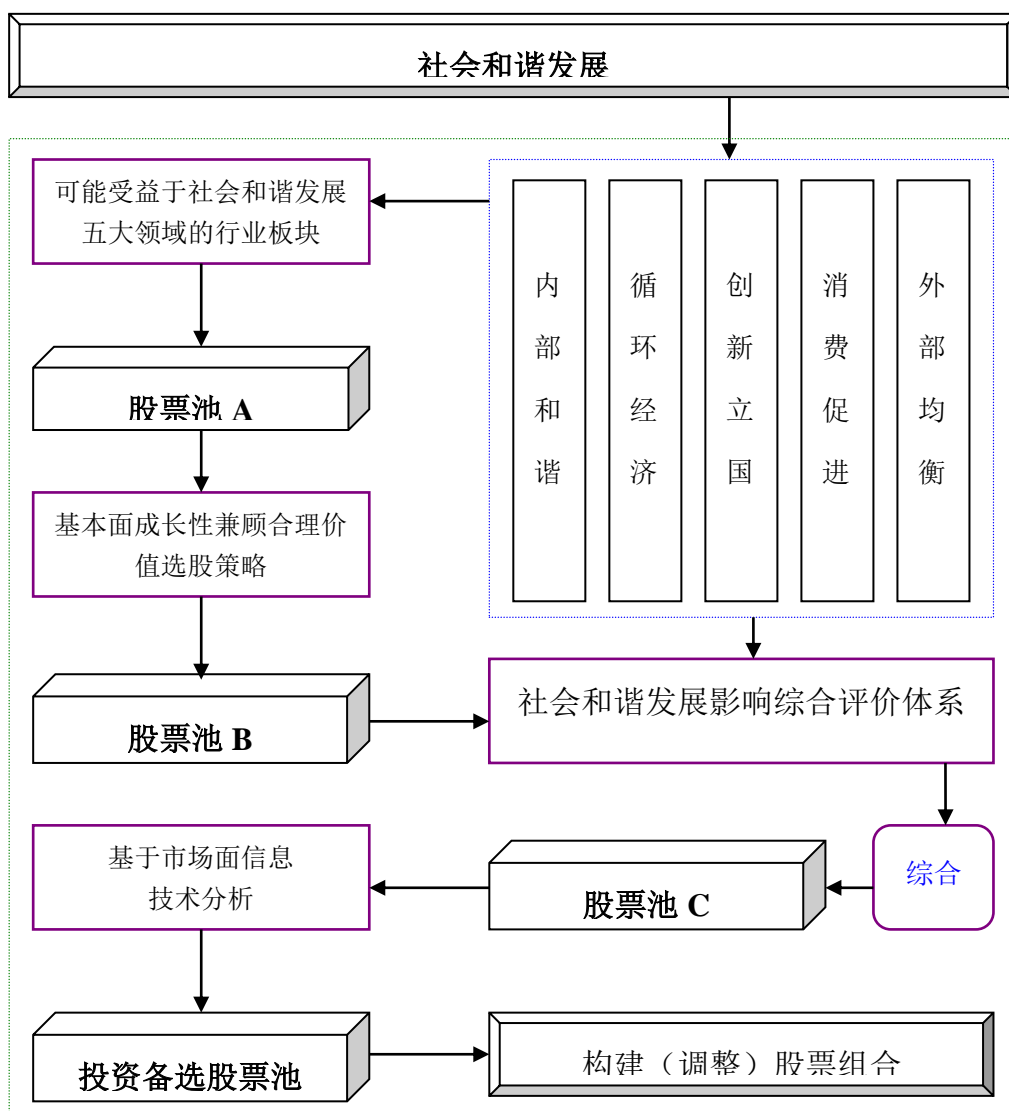 社会和谐发展
可能受益于社会和谐发展
五大领域的行业板块
内部和谐
循环经济
创新立国
消费促进
外部均衡
股票池 A
基本面成长性兼顾合理价
值选股策略
股票池 B
社会和谐发展影响综合评价体系
综合
股票池 C
基于市场面信息
技术分析
投资备选股票池
构建（调整）股票组合